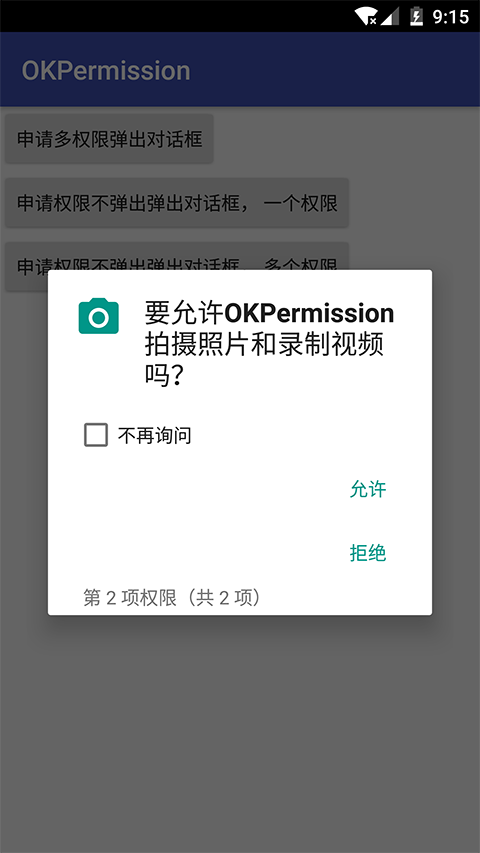 9:15
OKPermission
申请多权限弹出对话框
申请权限不弹出弹出对话框， 一个权限
申请权限不弹出弹出对话框， 多个权限
要允许OKPermission
拍摄照片和录制视频
吗？
不再询问
允许
拒绝
第 2 项权限（共 2 项）